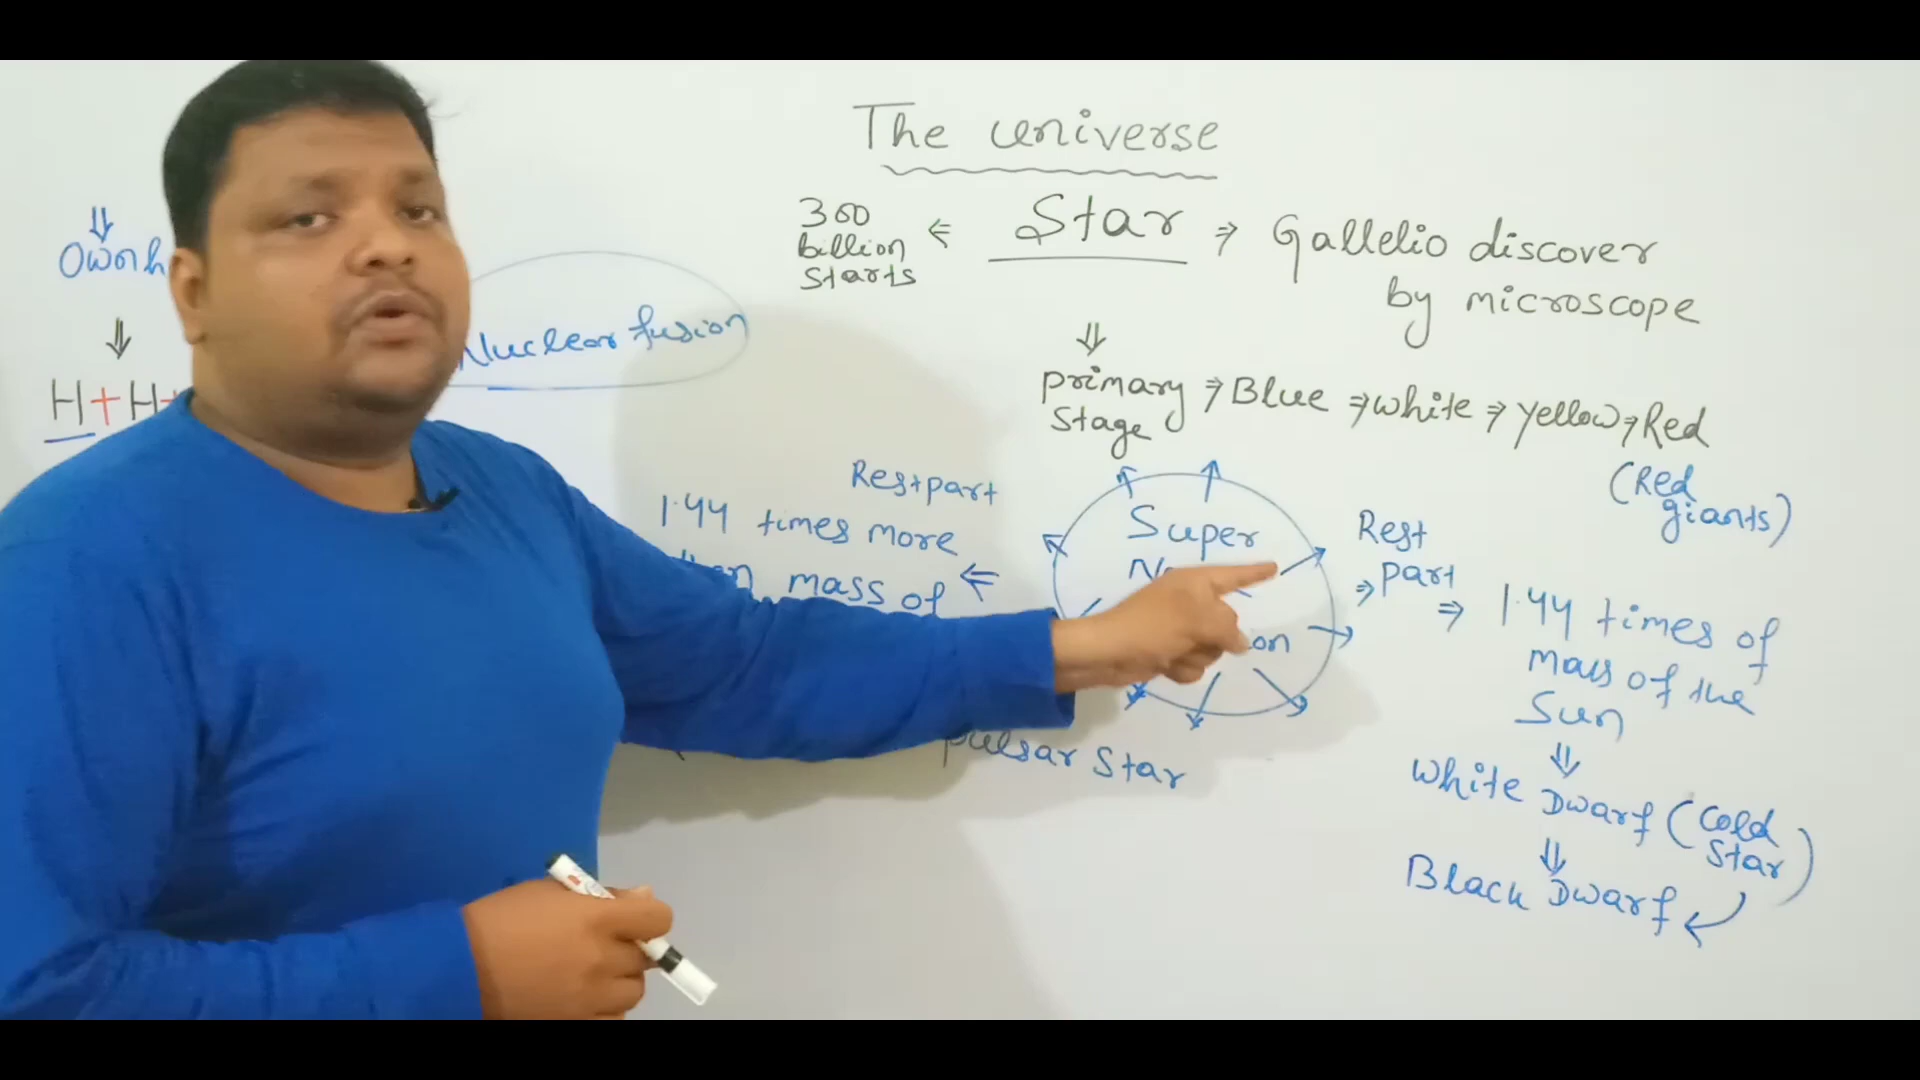 The universe
300
billion
Starts
⇐ Star ⇒
Gallelio discover
by microscope
⇓
Own
⇓
H+H+
Nuclear fusion
⇓
primary
Stage
⇒ Blue ⇒ white ⇒ yellow ⇒ Red
(Red
giants)
Rest part
1.44 times more
mass of ⇐
Super
Rest
⇒ part ⇒
1.44 times of
mass of the
Sun
⇓
White Dwarf (Cold
Star)
⇓
Black Dwarf
pulsar Star